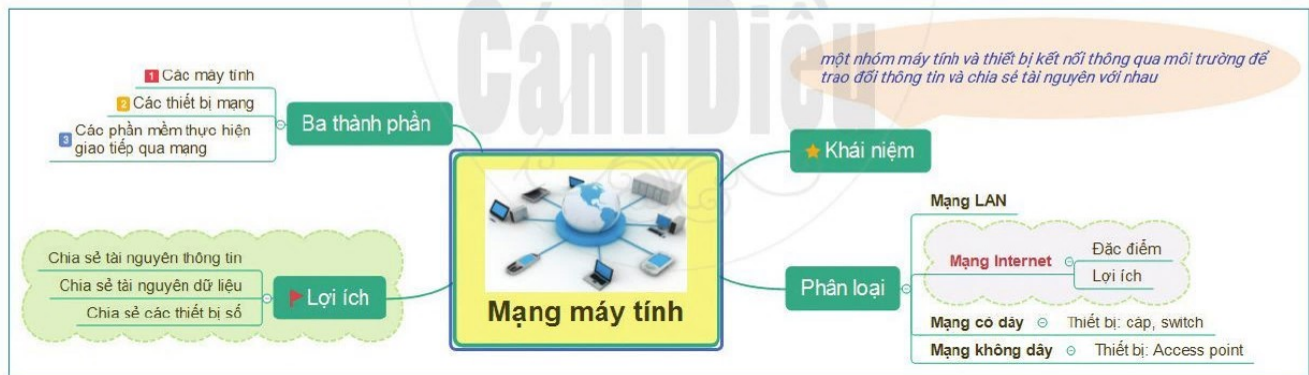 Cánh Diều
một nhóm máy tính và thiết bị kết nối thông qua môi trường để
trao đổi thông tin và chia sẻ tài nguyên với nhau
1 Các máy tính
2 Các thiết bị mạng
3 Các phần mềm thực hiện
giao tiếp qua mạng
Ba thành phần
Khái niệm
Mạng LAN
Mạng Internet
Đặc điểm
Lợi ích
Chia sẻ tài nguyên thông tin
Chia sẻ tài nguyên dữ liệu
Chia sẻ các thiết bị số
Lợi ích
Mạng máy tính
Phân loại
Mạng có dây
Thiết bị: cáp, switch
Mạng không dây
Thiết bị: Access point